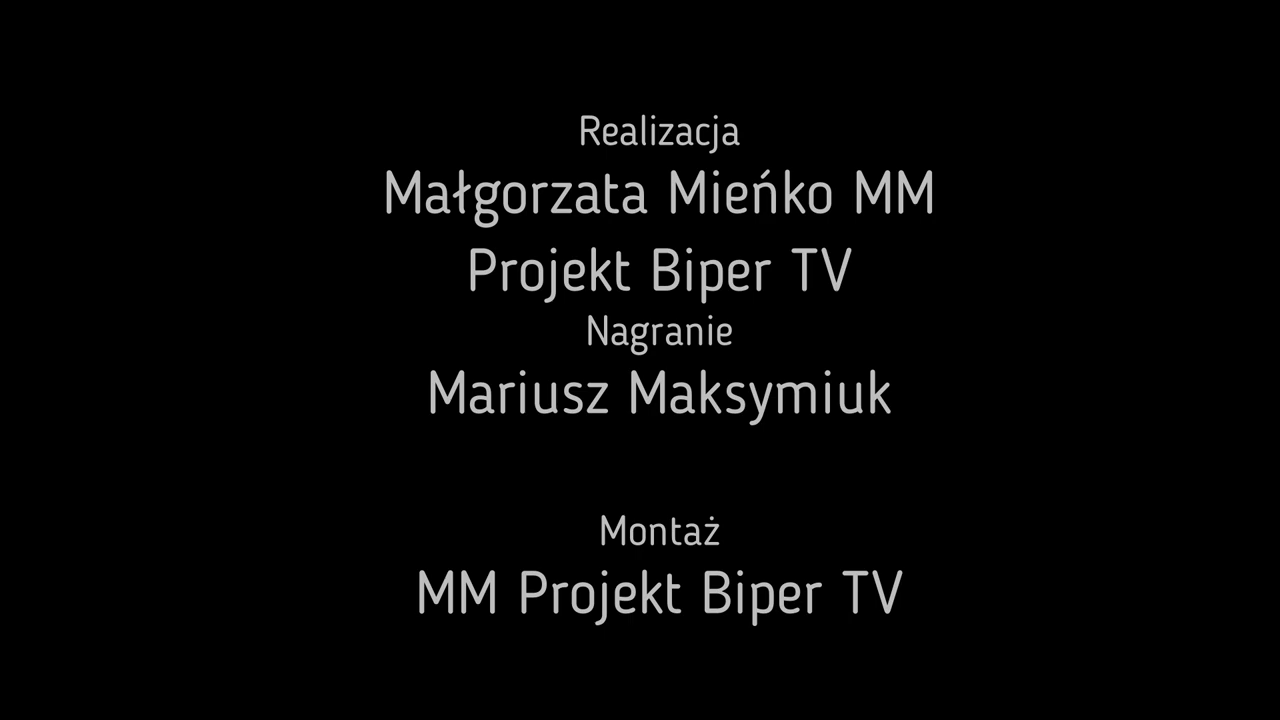 Realizacja
Małgorzata Mieńko MM
Projekt Biper TV
Nagranie
Mariusz Maksymiuk
Montaż
MM Projekt Biper TV